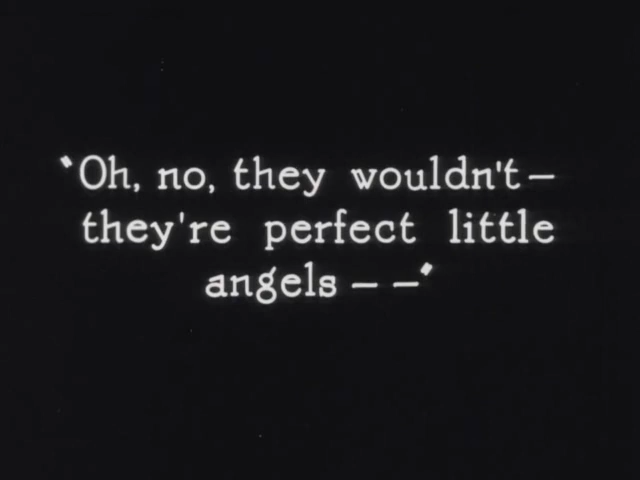 'Oh, no, they wouldn't—
they're perfect little
angels — —'